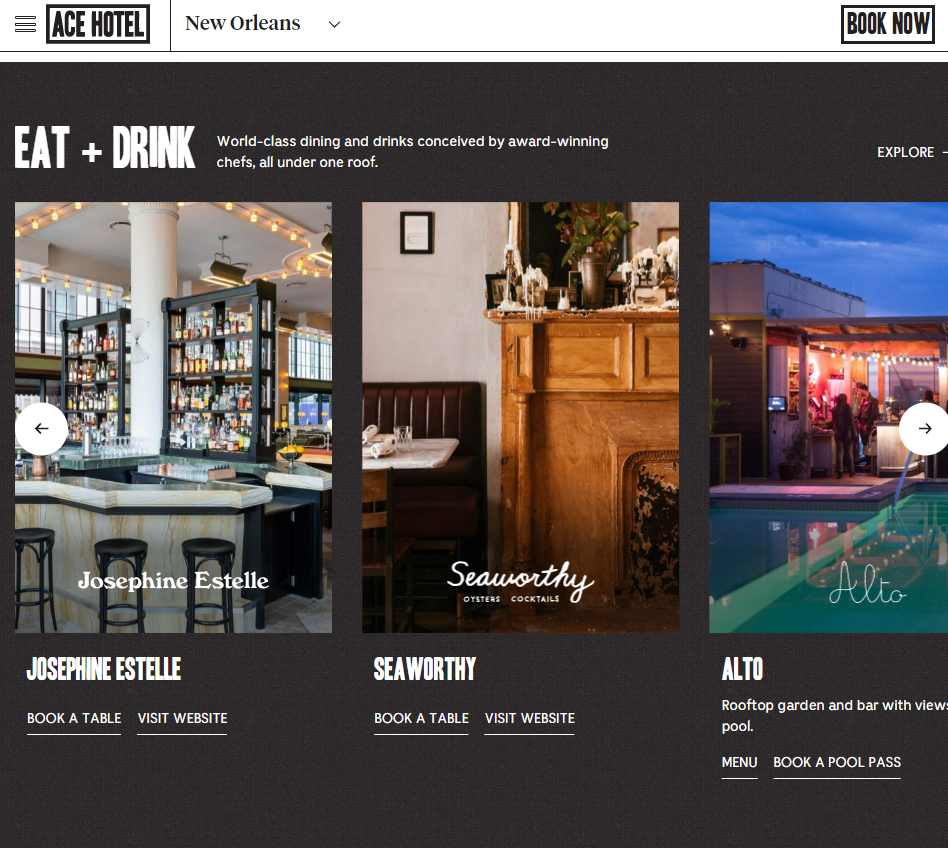 ACE HOTEL
New Orleans
BOOK NOW
EAT + DRINK
World-class dining and drinks conceived by award-winning
chefs, all under one roof.
EXPLORE
Josephine Estelle
Seaworthy
OYSTERS COCKTAILS
Alto
JOSEPHINE ESTELLE
BOOK A TABLE VISIT WEBSITE
SEAWORTHY
BOOK A TABLE VISIT WEBSITE
ALTO
Rooftop garden and bar with views
pool.
MENU BOOK A POOL PASS